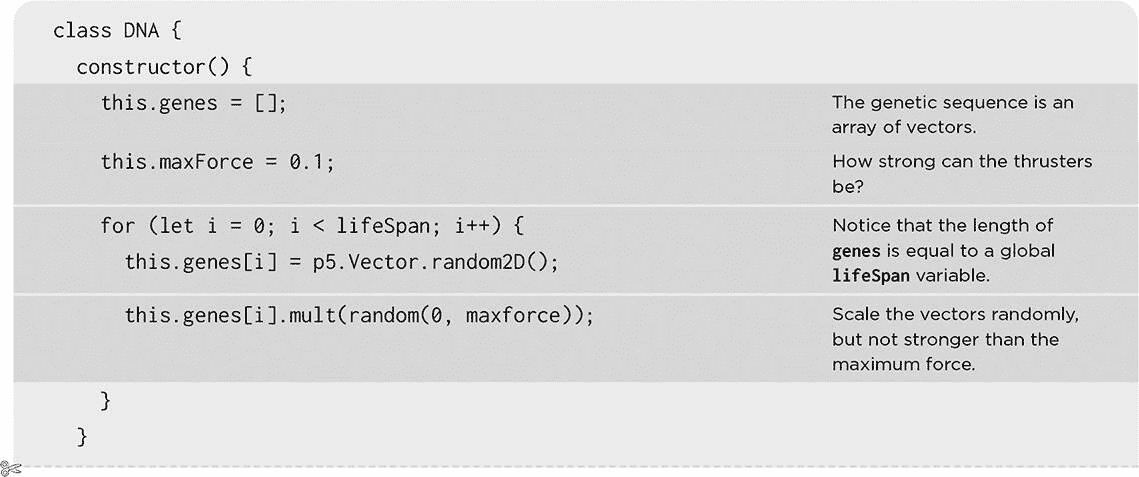 class DNA {
constructor() {
this.genes = [];
The genetic sequence is an
array of vectors.
this.maxForce = 0.1;
How strong can the thrusters
be?
for (let i = 0; i < lifeSpan; i++) {
this.genes[i] = p5.Vector.random2D();
Notice that the length of
genes is equal to a global
lifeSpan variable.
this.genes[i].mult(random(0, maxforce));
Scale the vectors randomly,
but not stronger than the
maximum force.
}
}